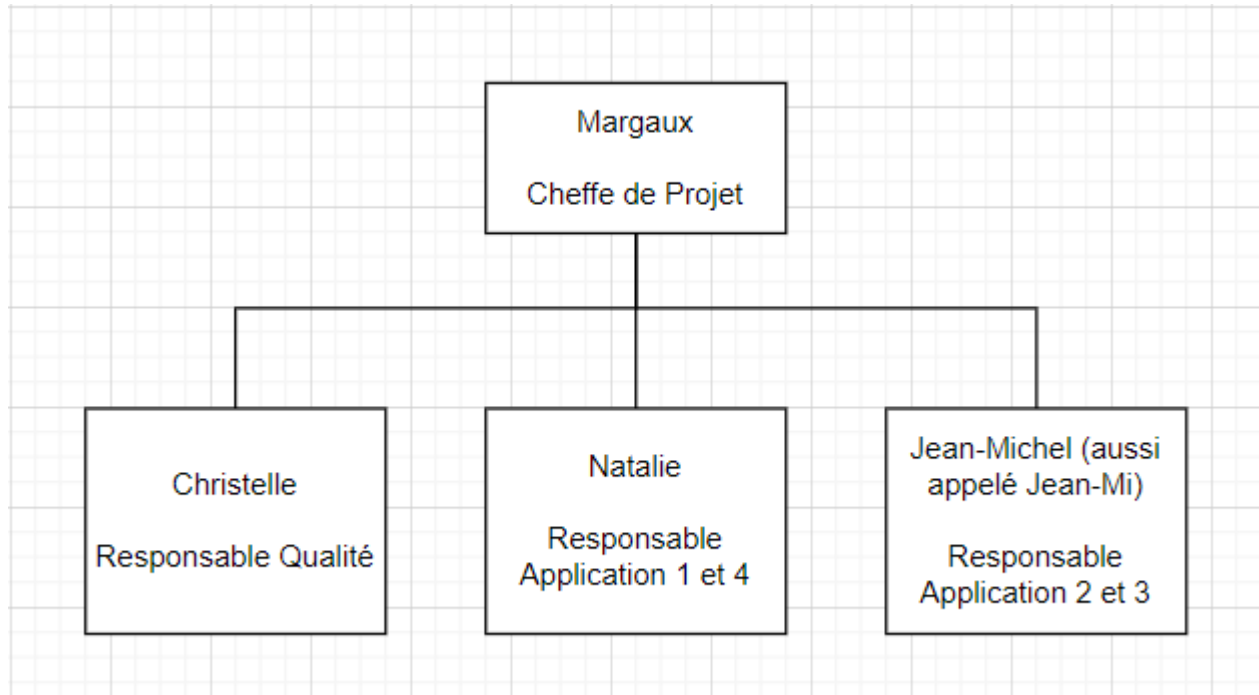 Margaux
Cheffe de Projet
Christelle
Responsable Qualité
Natalie
Responsable
Application 1 et 4
Jean-Michel (aussi
appelé Jean-Mi)
Responsable
Application 2 et 3